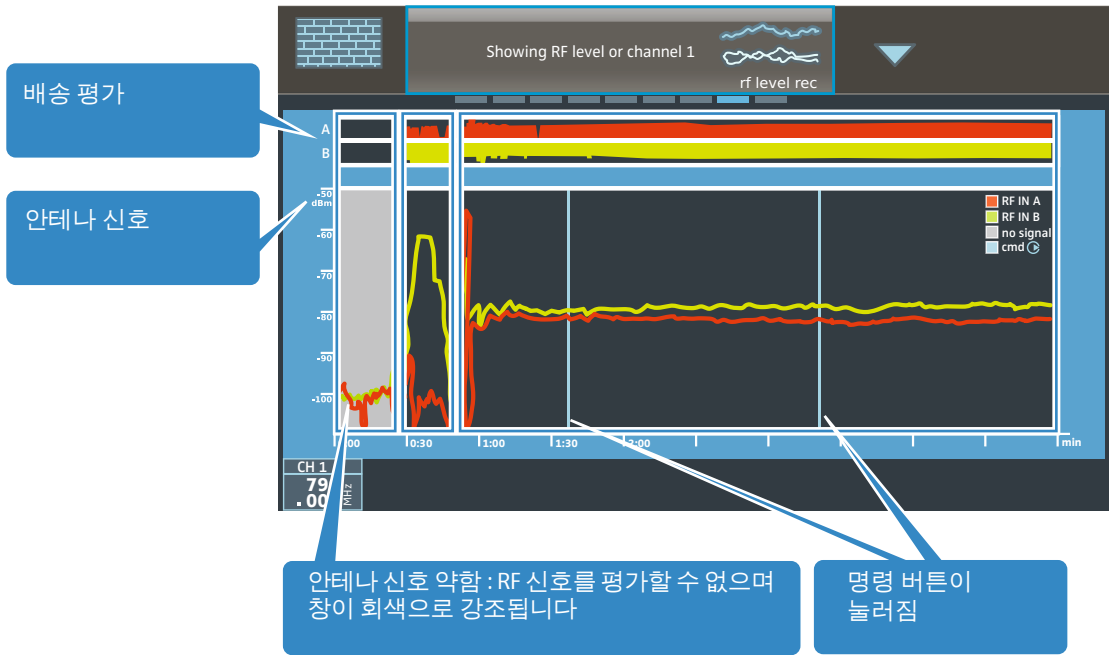 Showing RF level or channel 1
rf level rec
배송 평가
A
B
안테나 신호
-50
dBm
-60
-70
-80
-90
-100
RF IN A
RF IN B
no signal
cmd
0:30
1:00
1:30
2:00
min
CH 1
MHz
안테나 신호 약함 : RF 신호를 평가할 수 없으며
창이 회색으로 강조됩니다
명령 버튼이
눌러짐